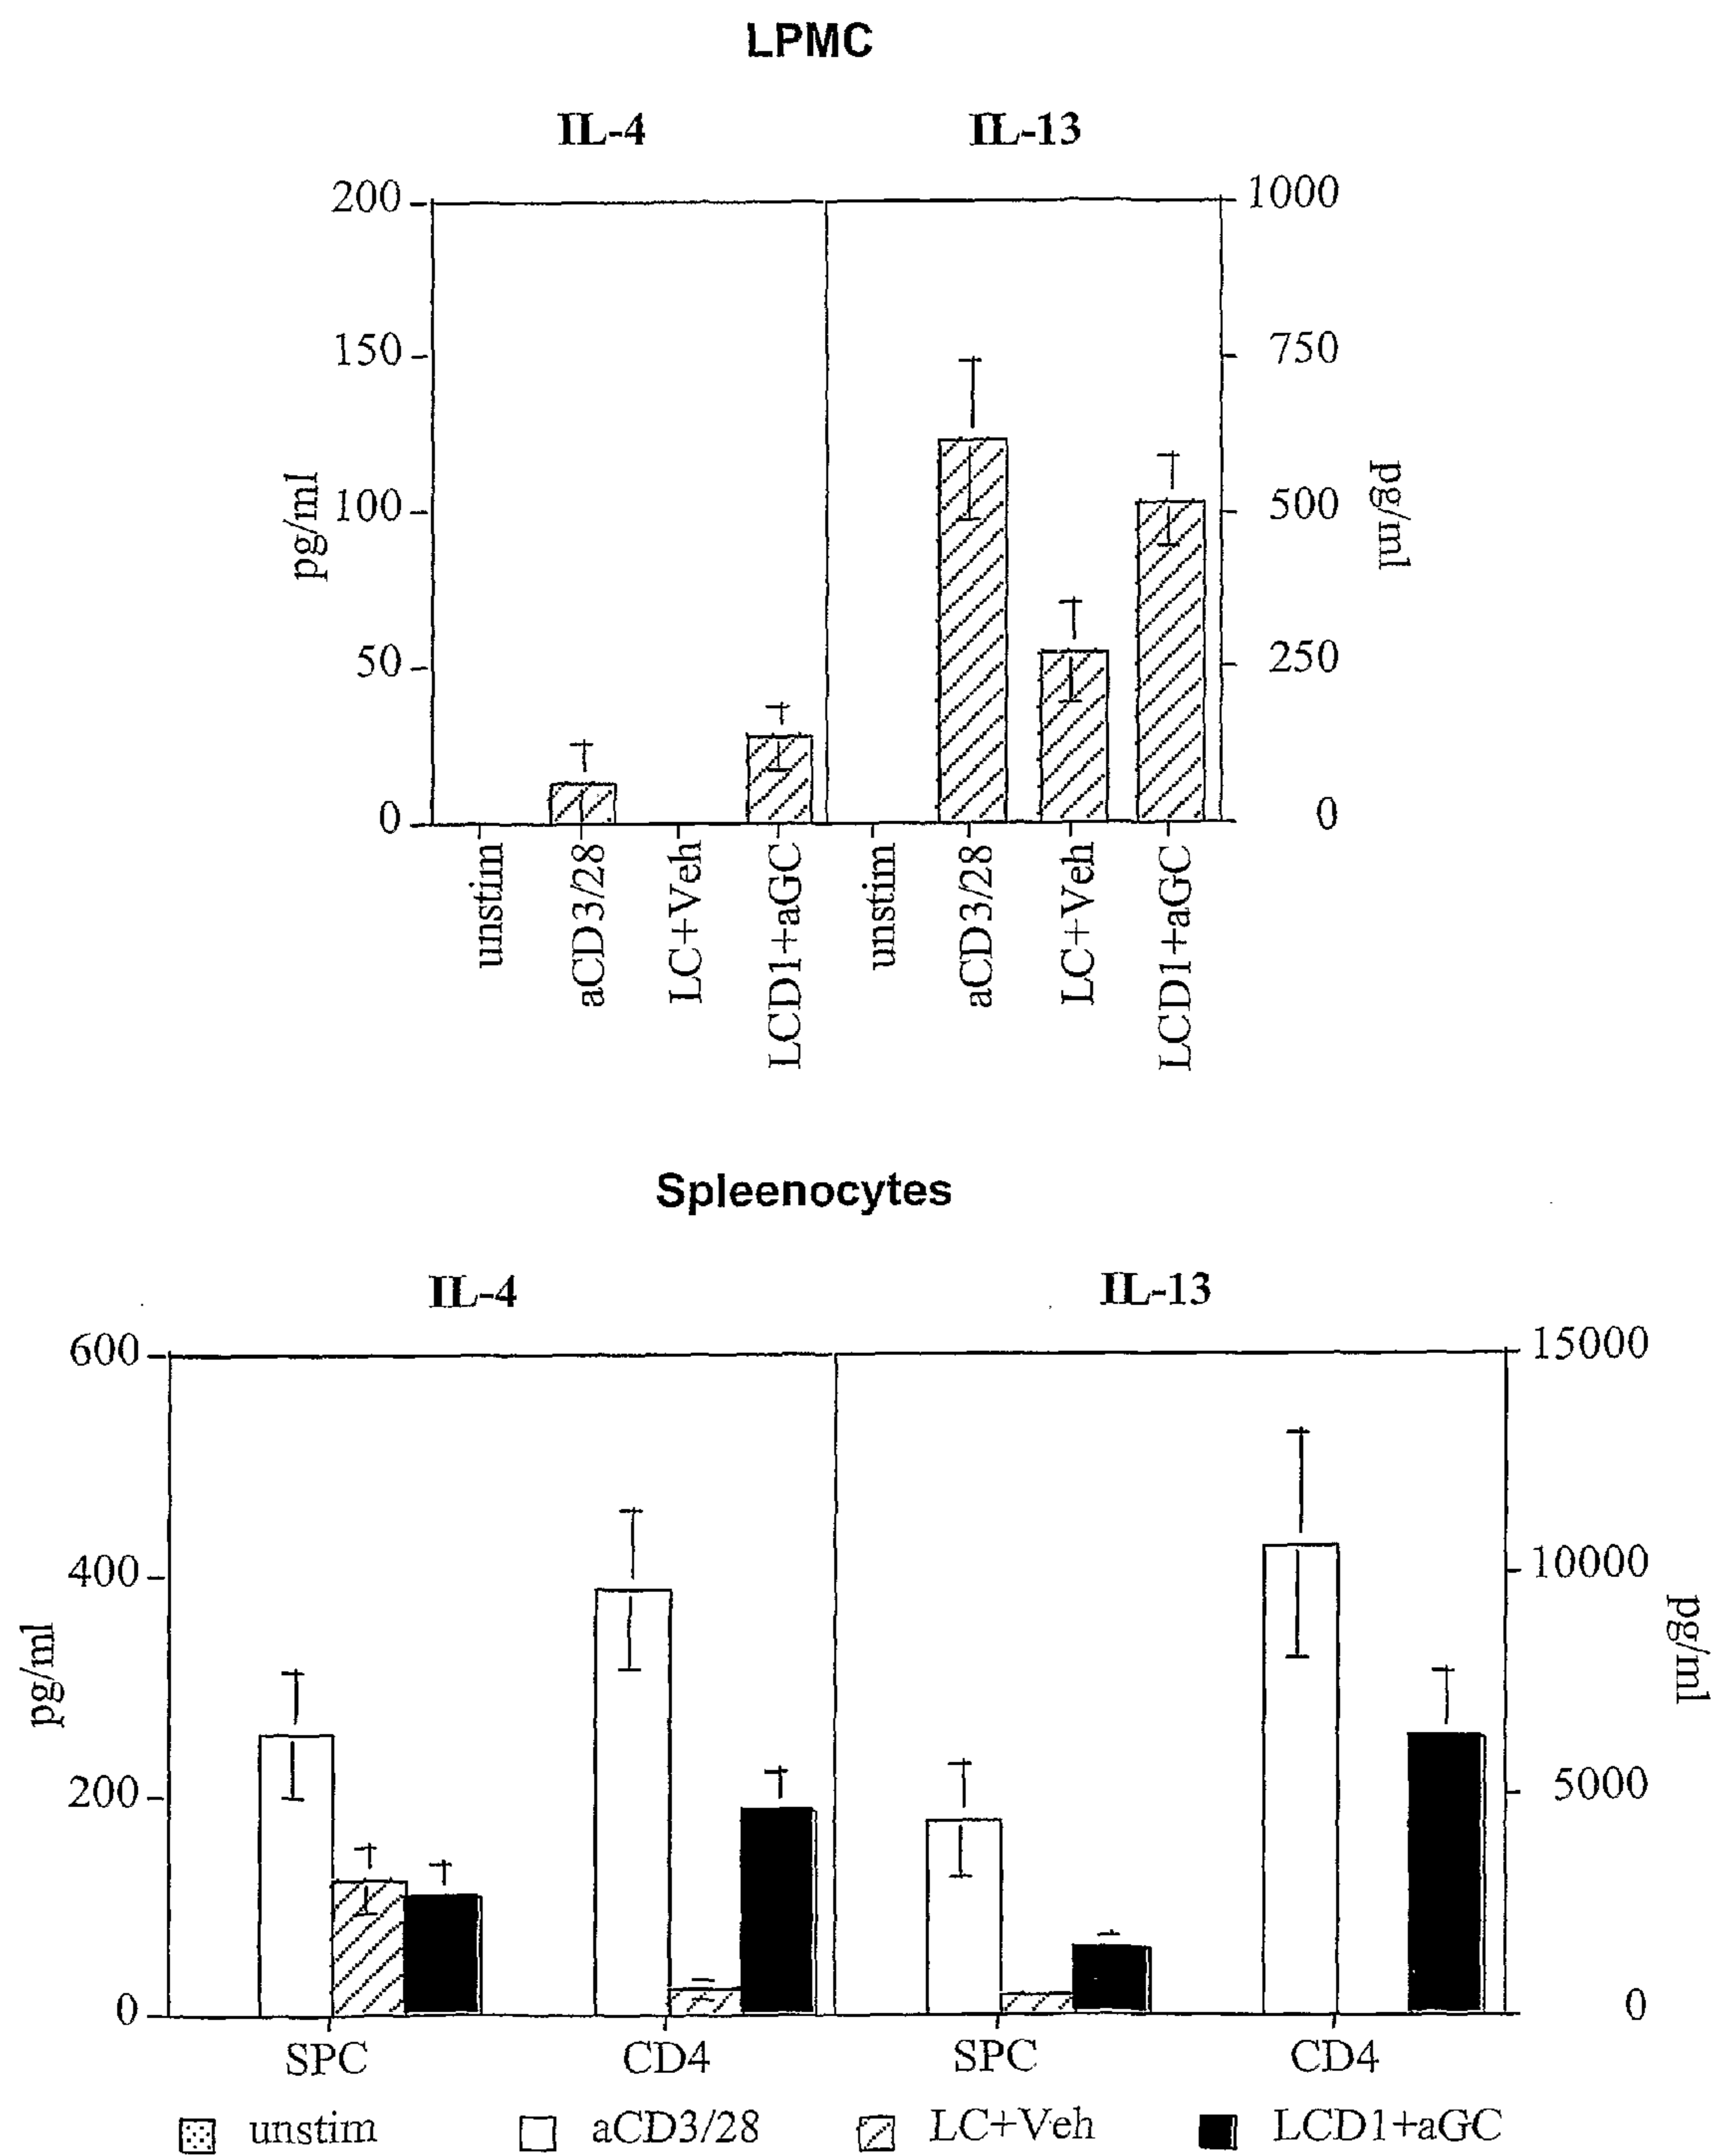 LPMC
IL-4 IL-13
200 1000
150 750
pg/ml 100 500 pg/ml
50 250
0 0
unstim aCD3/28 LC+Veh LCD1+aGC unstim aCD3/28 LC+Veh LCD1+aGC
Spleenocytes
IL-4 IL-13
600 15000
400 10000
pg/ml pg/ml
200 5000
0 0
SPC CD4 SPC CD4
unstim aCD3/28 LC+Veh LCD1+aGC